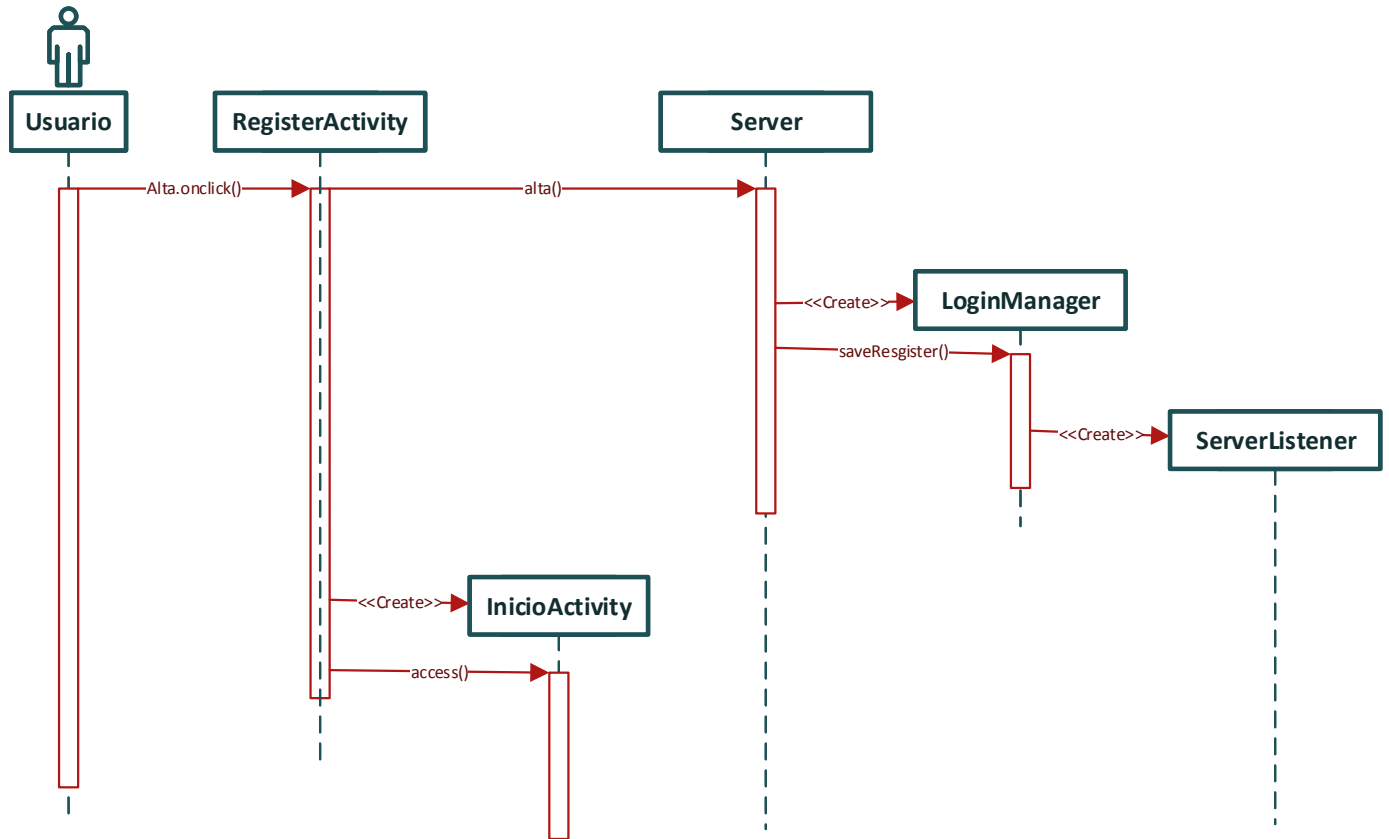 Usuario
RegisterActivity
Server
Alta.onclick()
alta()
<<Create>>
LoginManager
saveResgister()
<<Create>>
ServerListener
<<Create>>
InicioActivity
access()